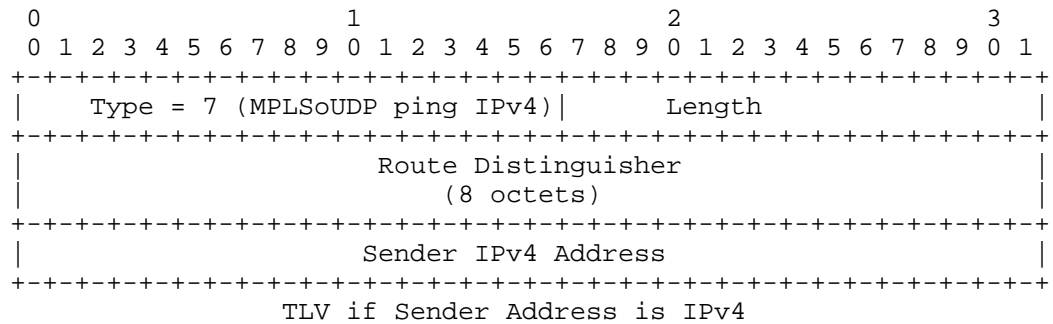 0                   1                   2                   3
 0 1 2 3 4 5 6 7 8 9 0 1 2 3 4 5 6 7 8 9 0 1 2 3 4 5 6 7 8 9 0 1
+-+-+-+-+-+-+-+-+-+-+-+-+-+-+-+-+-+-+-+-+-+-+-+-+-+-+-+-+-+-+-+-+
|    Type = 7 (MPLSoUDP ping IPv4)|      Length                 |
+-+-+-+-+-+-+-+-+-+-+-+-+-+-+-+-+-+-+-+-+-+-+-+-+-+-+-+-+-+-+-+-+
|                      Route Distinguisher                      |
|                          (8 octets)                           |
+-+-+-+-+-+-+-+-+-+-+-+-+-+-+-+-+-+-+-+-+-+-+-+-+-+-+-+-+-+-+-+-+
|                     Sender IPv4 Address                       |
+-+-+-+-+-+-+-+-+-+-+-+-+-+-+-+-+-+-+-+-+-+-+-+-+-+-+-+-+-+-+-+-+
                 TLV if Sender Address is IPv4